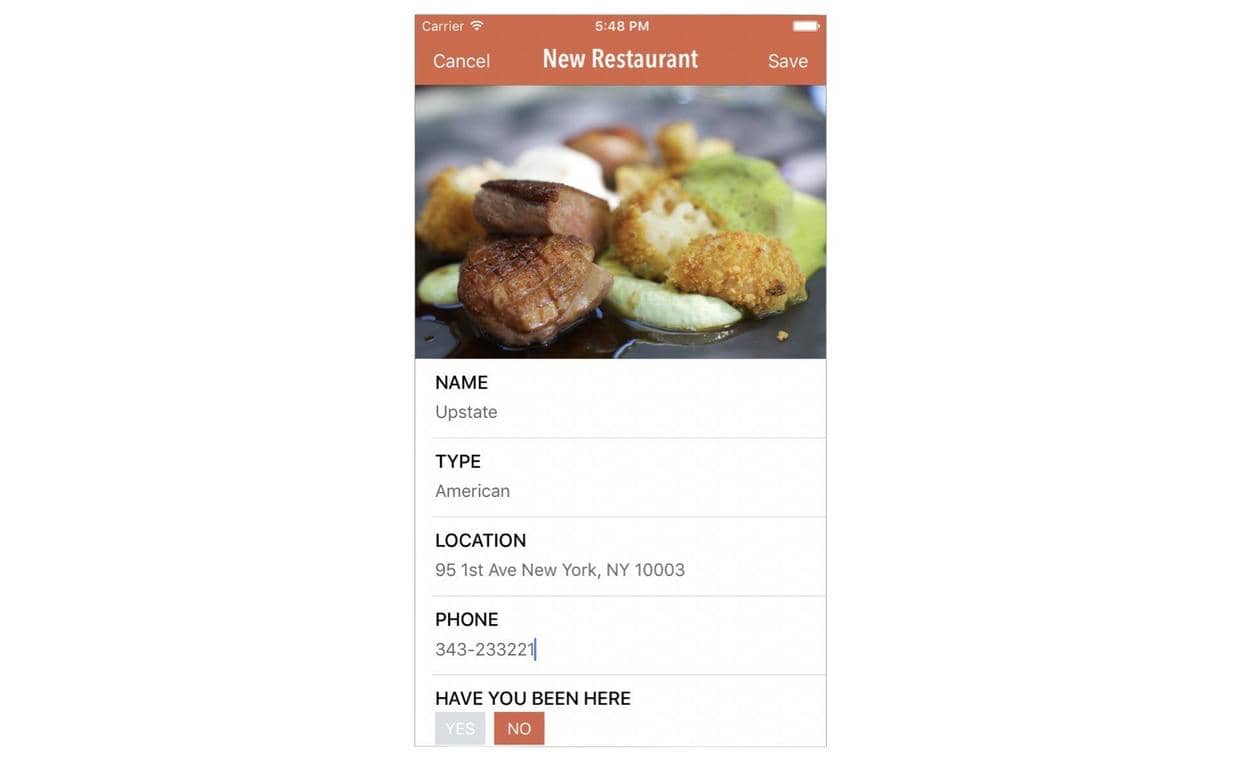 Carrier 5:48 PM
Cancel New Restaurant Save
NAME
Upstate
TYPE
American
LOCATION
95 1st Ave New York, NY 10003
PHONE
343-233221
HAVE YOU BEEN HERE
YES NO